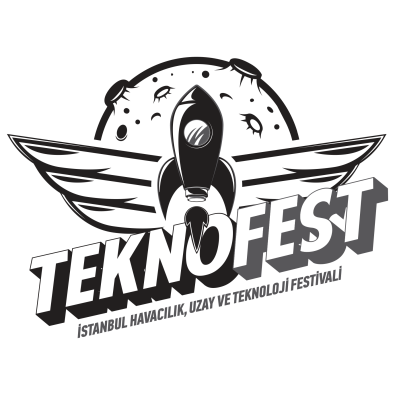 TEKNOFEST
İSTANBUL HAVACILIK, UZAY VE TEKNOLOJİ FESTİVALİ